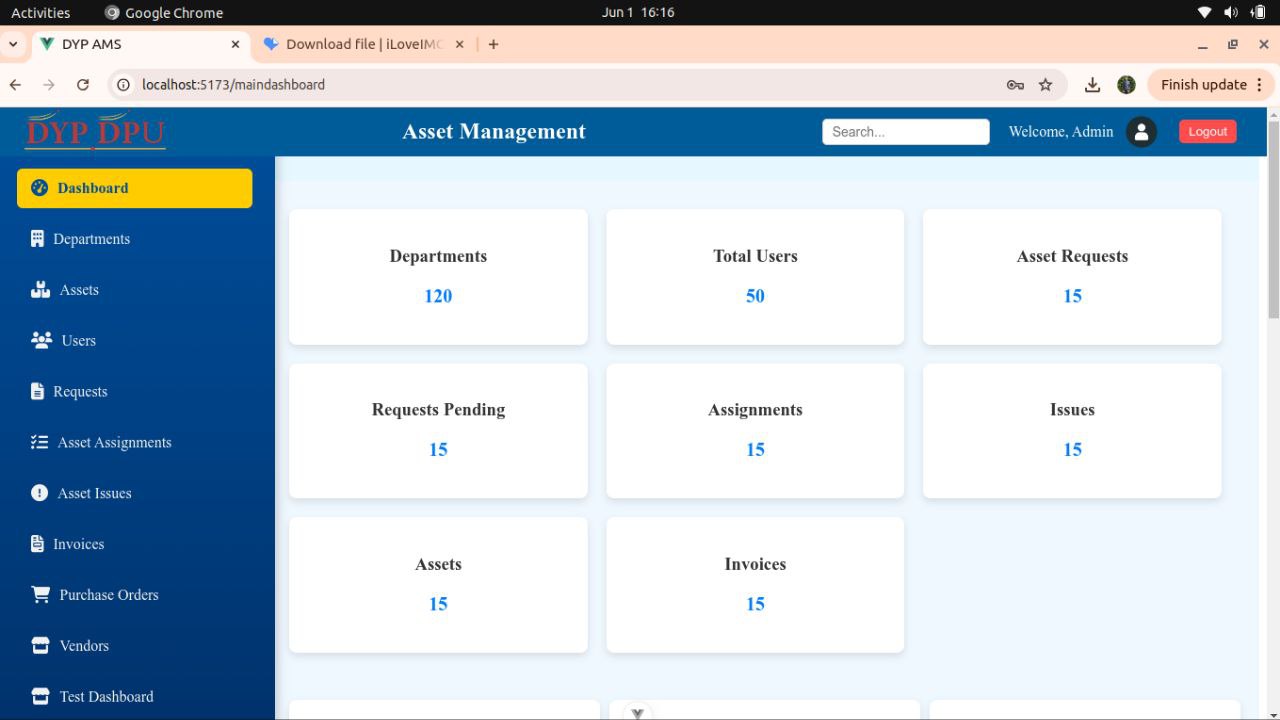 Activities Google Chrome Jun 1 16:16
DYP AMS Download file | iLoveIMG
localhost:5173/maindashboard Finish update
DYP DPU Asset Management Search... Welcome, Admin Logout
Dashboard
Departments
Assets
Users
Requests
Asset Assignments
Asset Issues
Invoices
Purchase Orders
Vendors
Test Dashboard
Departments
120
Total Users
50
Asset Requests
15
Requests Pending
15
Assignments
15
Issues
15
Assets
15
Invoices
15